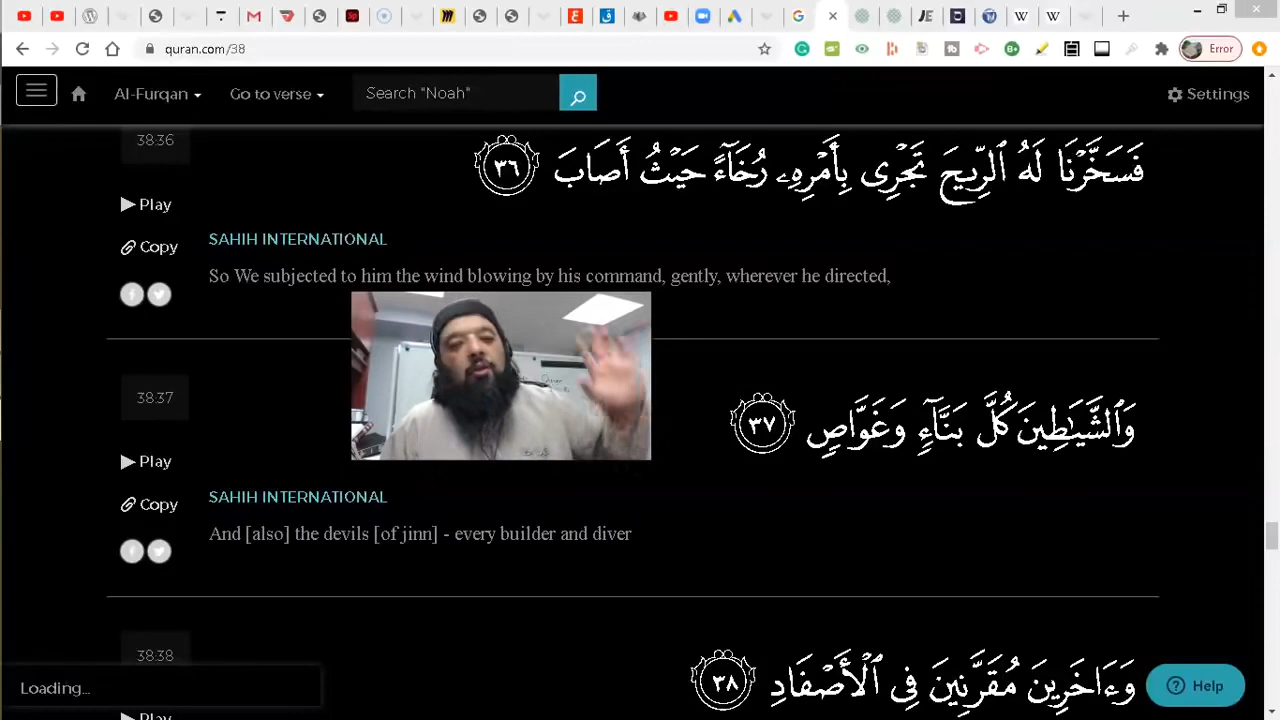 quran.com/38
Error
Al-Furqan
Go to verse
Search "Noah"
Settings
38:36
فَسَخَّرْنَا لَهُ ٱلرِّيحَ تَجْرِى بِأَمْرِهِۦ رُخَآءً حَيْثُ أَصَابَ ٣٦
Play
SAHIH INTERNATIONAL
Copy
So We subjected to him the wind blowing by his command, gently, wherever he directed,
38:37
وَٱلشَّيَـٰطِينَ كُلَّ بَنَّآءٍ وَغَوَّاصٍ ٣٧
Play
SAHIH INTERNATIONAL
Copy
And [also] the devils [of jinn] - every builder and diver
38:38
وَءَاخَرِينَ مُقَرَّنِينَ فِى ٱلْأَصْفَادِ ٣٨
Loading...
Help
Play